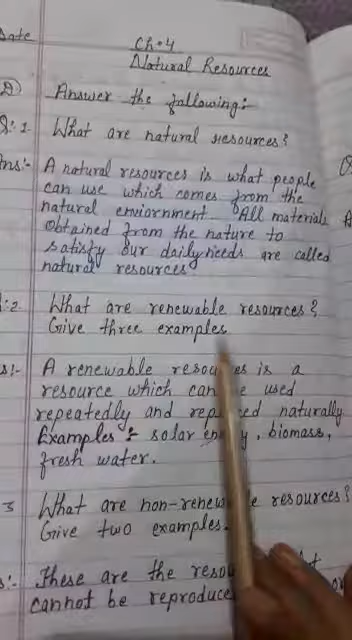 Date
Ch.4
Natural Resources
Answer the following:-
Q:1 What are natural resources?
Ans:- A natural resources is what people
can use which comes from the
natural enviornment. All materials
obtained from the nature to
satisfy our daily needs are called
natural resources
:2 What are renewable resources?
Give three examples
s:- A renewable resources is a
resource which can be used
repeatedly and replaced naturally
Examples:- solar energy, biomass,
fresh water.
3 What are non-renewable resources?
Give two examples.
s:- These are the
cannot be reproduce